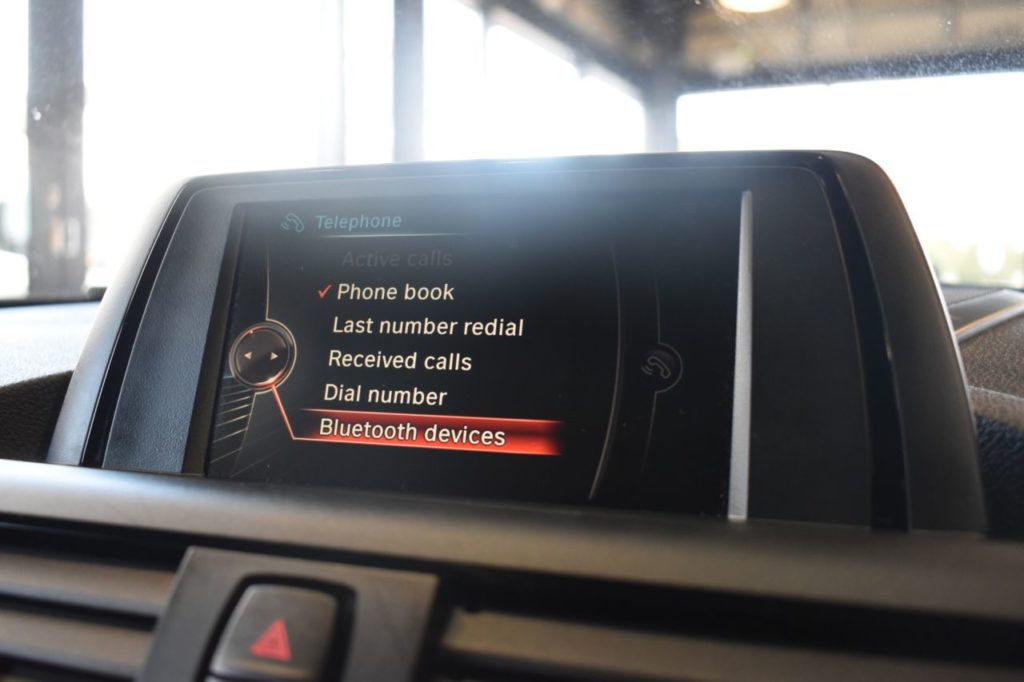 Telephone
Active calls
Phone book
Last number redial
Received calls
Dial number
Bluetooth devices